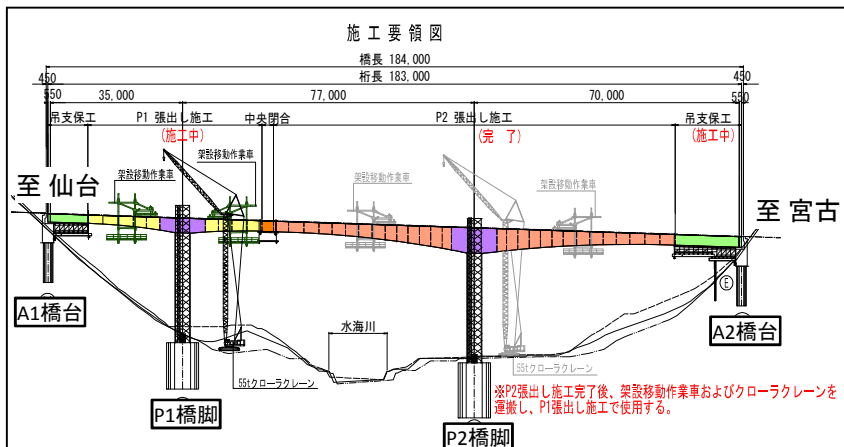 施工要領図
橋長 184,000
桁長 183,000
450
450
550
35,000
77,000
70,000
550
吊支保工
P1 張出し施工
中央閉合
P2 張出し施工
吊支保工
(施工中)
(完 了)
(施工中)
架設移動作業車
架設移動作業車
架設移動作業車
架設移動作業車
至 仙台
至 宮古
E
A1橋台
A2橋台
水海川
55tクローラクレーン
55tクローラクレーン
※P2張出し施工完了後、架設移動作業車およびクローラクレーンを
運搬し、P1張出し施工で使用する。
P1橋脚
P2橋脚